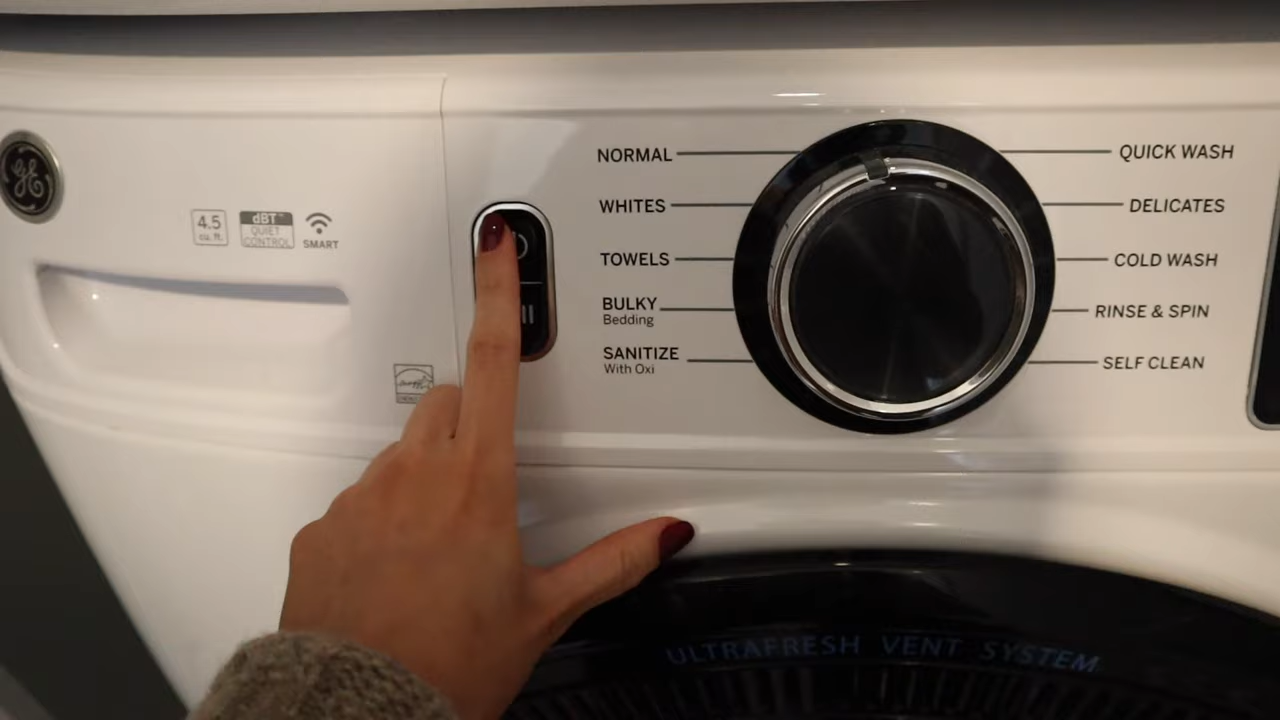 GE
4.5
cu. ft.
dBT™
QUIET
CONTROL
SMART
NORMAL
WHITES
TOWELS
BULKY
Bedding
SANITIZE
With Oxi
QUICK WASH
DELICATES
COLD WASH
RINSE & SPIN
SELF CLEAN
ULTRAFRESH VENT SYSTEM